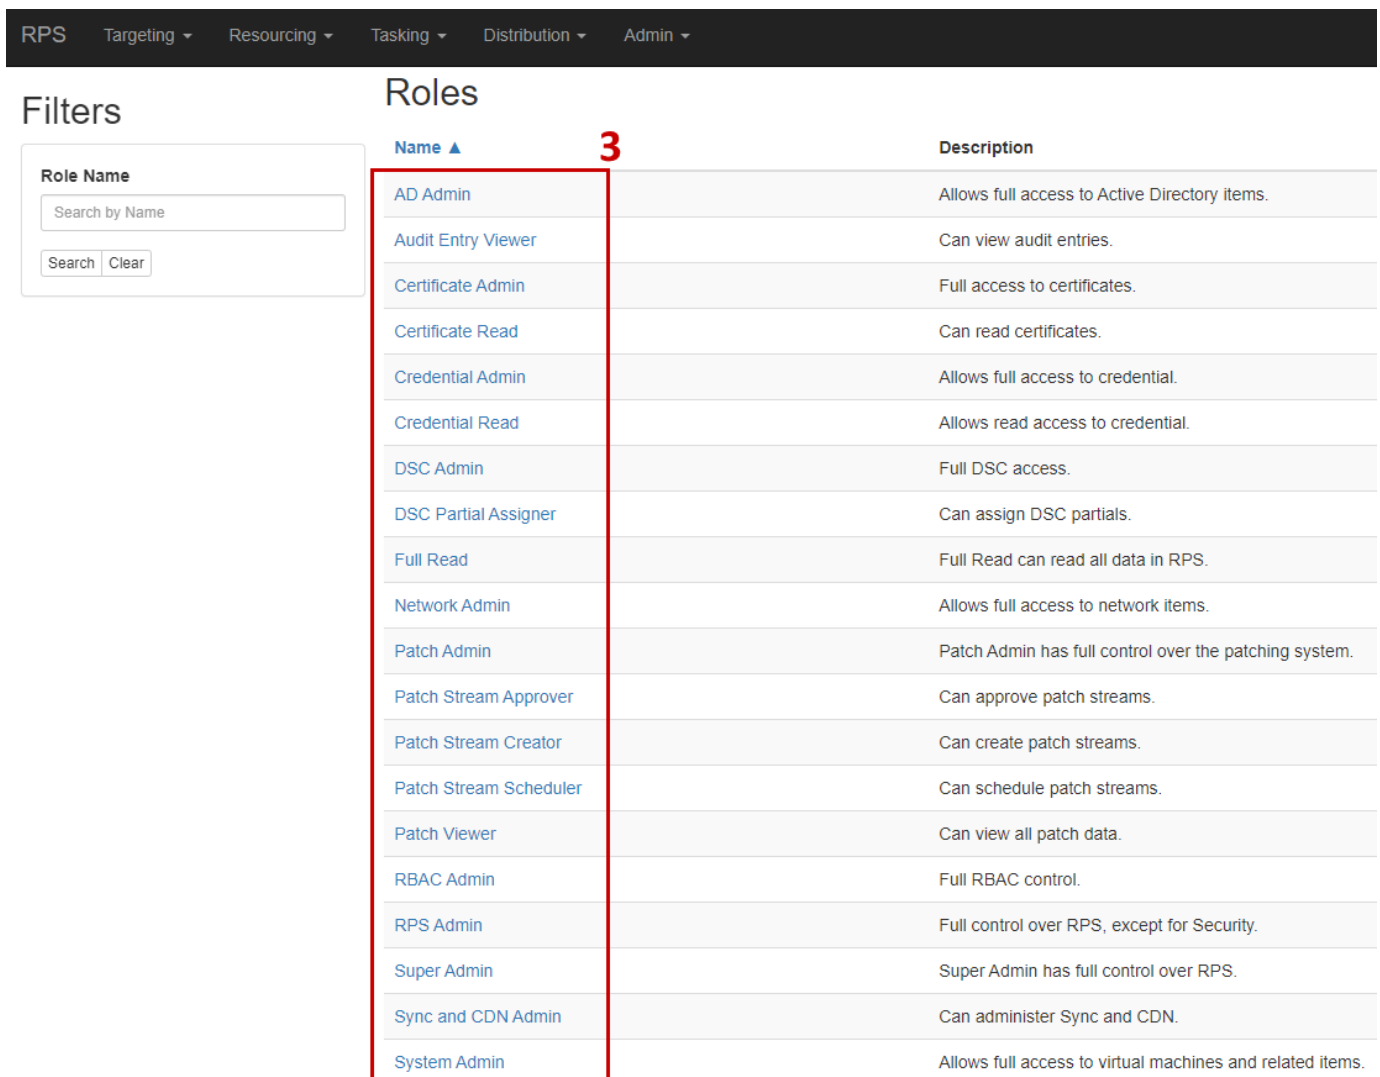 RPS Targeting Resourcing Tasking Distribution Admin
Filters
Role Name
Search by Name
Search Clear
Roles
Name ▲ 3 Description
AD Admin Allows full access to Active Directory items.
Audit Entry Viewer Can view audit entries.
Certificate Admin Full access to certificates.
Certificate Read Can read certificates.
Credential Admin Allows full access to credential.
Credential Read Allows read access to credential.
DSC Admin Full DSC access.
DSC Partial Assigner Can assign DSC partials.
Full Read Full Read can read all data in RPS.
Network Admin Allows full access to network items.
Patch Admin Patch Admin has full control over the patching system.
Patch Stream Approver Can approve patch streams.
Patch Stream Creator Can create patch streams.
Patch Stream Scheduler Can schedule patch streams.
Patch Viewer Can view all patch data.
RBAC Admin Full RBAC control.
RPS Admin Full control over RPS, except for Security.
Super Admin Super Admin has full control over RPS.
Sync and CDN Admin Can administer Sync and CDN.
System Admin Allows full access to virtual machines and related items.